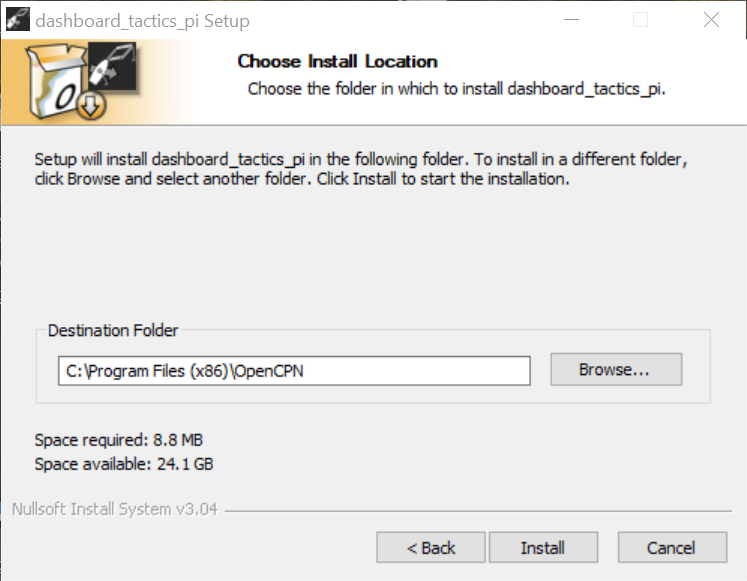 dashboard_tactics_pi Setup
Choose Install Location
Choose the folder in which to install dashboard_tactics_pi.
Setup will install dashboard_tactics_pi in the following folder. To install in a different folder,
click Browse and select another folder. Click Install to start the installation.
Destination Folder
C:\Program Files (x86)\OpenCPN
Browse...
Space required: 8.8 MB
Space available: 24.1 GB
Nullsoft Install System v3.04
< Back
Install
Cancel